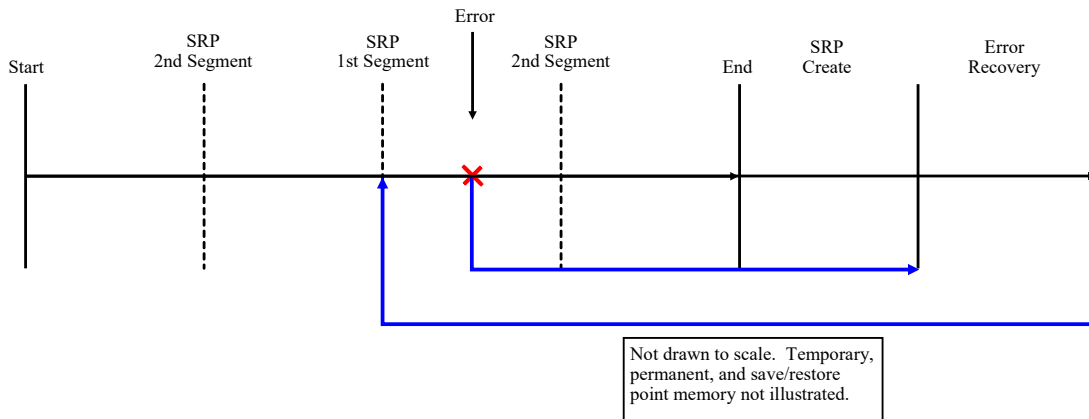 Error
SRP
2nd Segment
SRP
1st Segment
SRP
2nd Segment
SRP
Create
Error
Recovery
Start
End
Not drawn to scale.  Temporary,
permanent, and save/restore
point memory not illustrated.